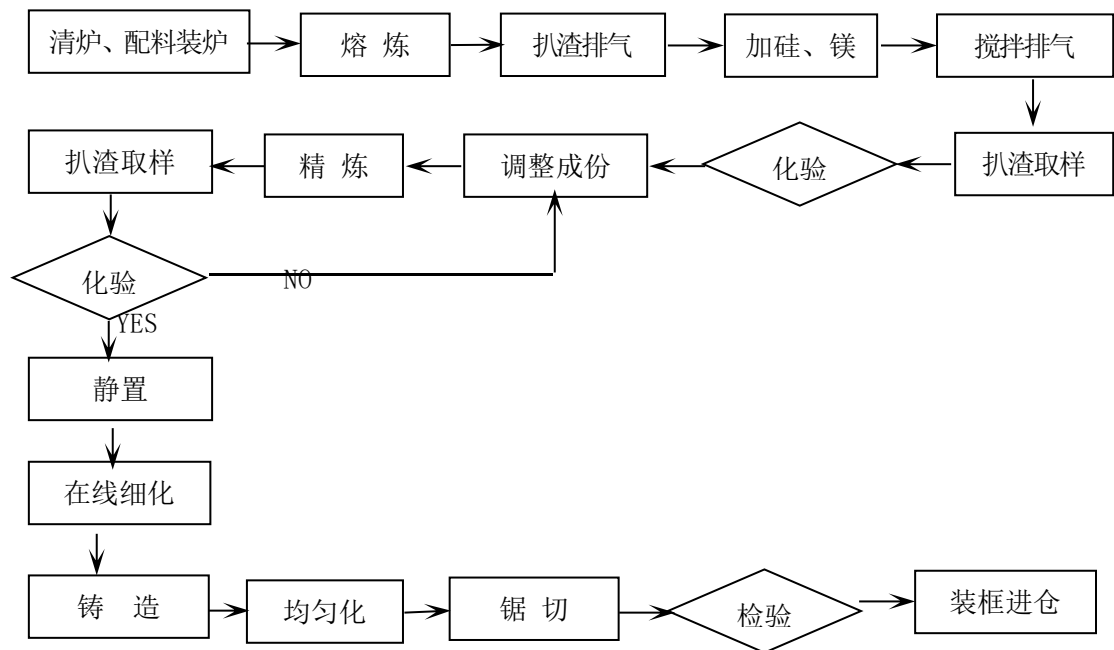 清炉、配料装炉
熔 炼
扒渣排气
加硅、镁
搅拌排气
扒渣取样
化验
调整成份
精 炼
扒渣取样
化验
NO
YES
静置
在线细化
铸 造
均匀化
锯 切
检验
装框进仓